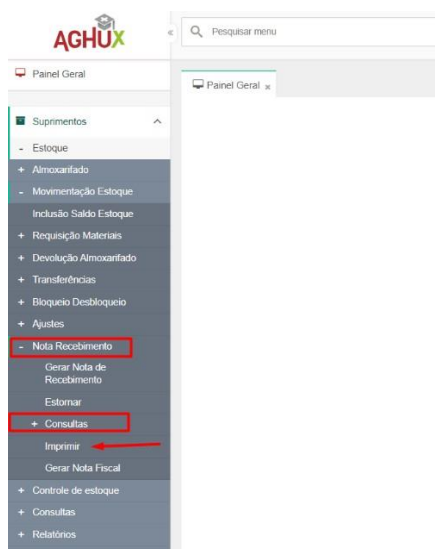 AGHUX
«
Pesquisar menu
Painel Geral
Painel Geral x
Suprimentos
- Estoque
+ Almoxarifado
- Movimentação Estoque
Inclusão Saldo Estoque
+ Requisição Materiais
+ Devolução Almoxarifado
+ Transferências
+ Bloqueio Desbloqueio
+ Ajustes
- Nota Recebimento
Gerar Nota de
Recebimento
Estornar
+ Consultas
Imprimir
Gerar Nota Fiscal
+ Controle de estoque
+ Consultas
+ Relatórios